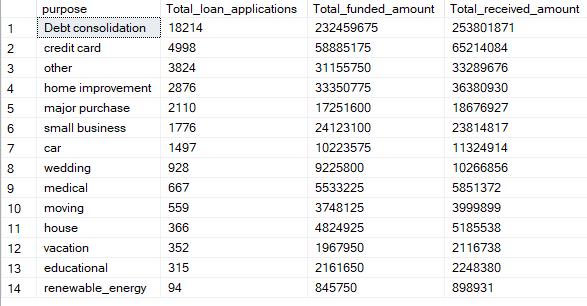 purpose Total_loan_applications Total_funded_amount Total_received_amount
1 Debt consolidation 18214 232459675 253801871
2 credit card 4998 58885175 65214084
3 other 3824 31155750 33289676
4 home improvement 2876 33350775 36380930
5 major purchase 2110 17251600 18676927
6 small business 1776 24123100 23814817
7 car 1497 10223575 11324914
8 wedding 928 9225800 10266856
9 medical 667 5533225 5851372
10 moving 559 3748125 3999899
11 house 366 4824925 5185538
12 vacation 352 1967950 2116738
13 educational 315 2161650 2248380
14 renewable_energy 94 845750 898931